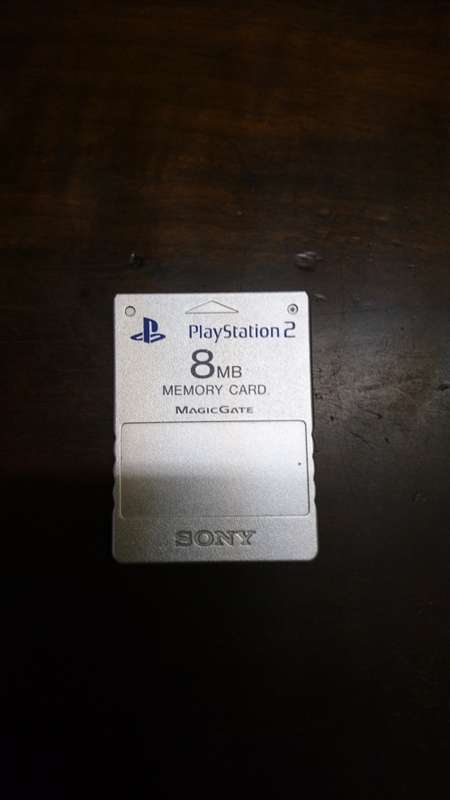 PlayStation 2
8MB
MEMORY CARD
MAGICGATE
SONY